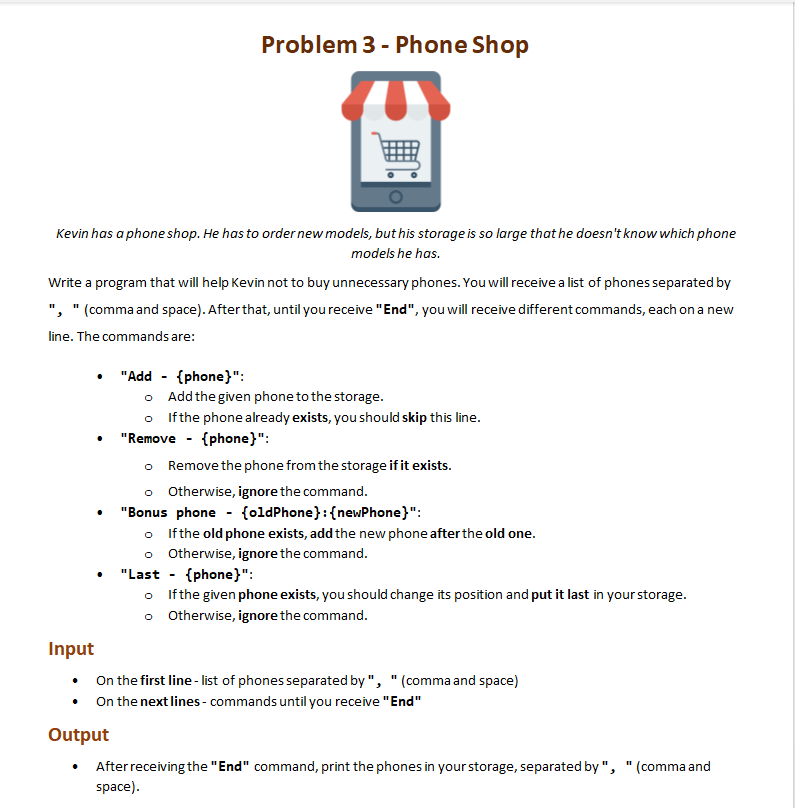 Problem 3 - Phone Shop
Kevin has a phone shop. He has to order new models, but his storage is so large that he doesn't know which phone
models he has.
Write a program that will help Kevin not to buy unnecessary phones. You will receive a list of phones separated by
", " (comma and space). After that, until you receive "End", you will receive different commands, each on a new
line. The commands are:
• "Add - {phone}":
o Add the given phone to the storage.
o If the phone already exists, you should skip this line.
• "Remove - {phone}":
o Remove the phone from the storage if it exists.
o Otherwise, ignore the command.
• "Bonus phone - {oldPhone}:{newPhone}":
o If the old phone exists, add the new phone after the old one.
o Otherwise, ignore the command.
• "Last - {phone}":
o If the given phone exists, you should change its position and put it last in your storage.
o Otherwise, ignore the command.
Input
• On the first line - list of phones separated by ", " (comma and space)
• On the next lines - commands until you receive "End"
Output
• After receiving the "End" command, print the phones in your storage, separated by ", " (comma and
space).